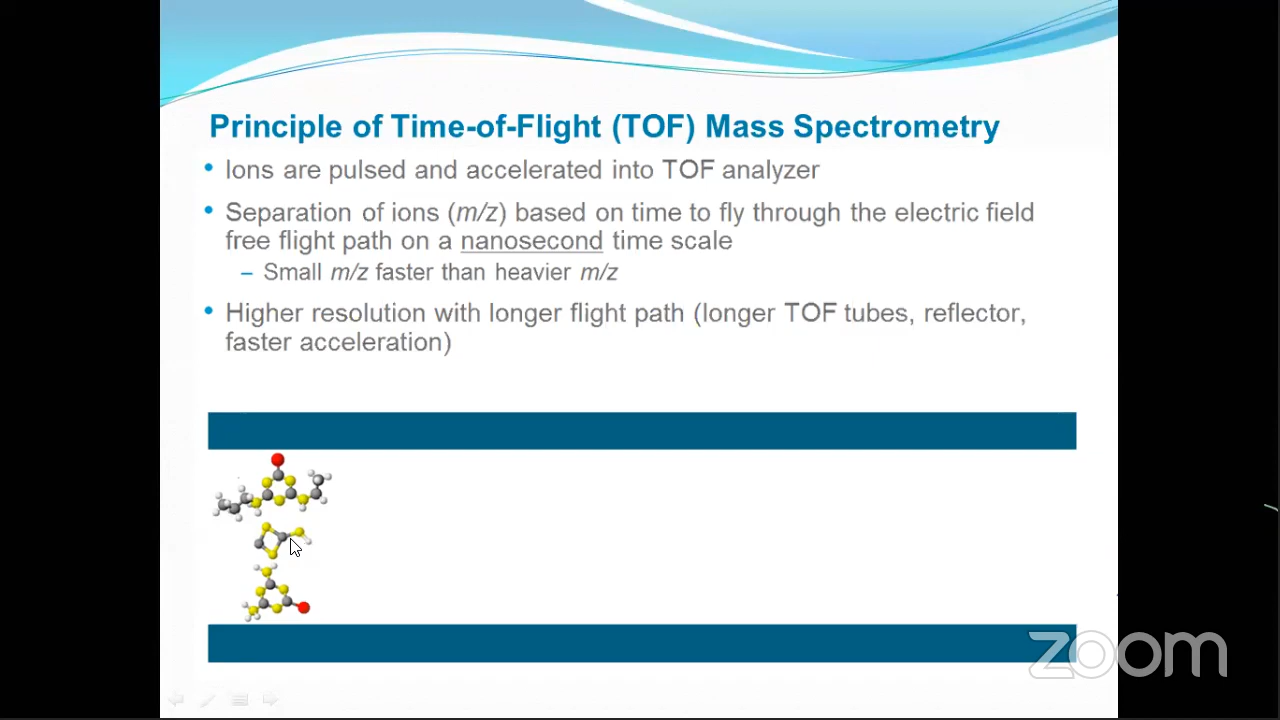 Principle of Time-of-Flight (TOF) Mass Spectrometry
• Ions are pulsed and accelerated into TOF analyzer
• Separation of ions (m/z) based on time to fly through the electric field
free flight path on a nanosecond time scale
– Small m/z faster than heavier m/z
• Higher resolution with longer flight path (longer TOF tubes, reflector,
faster acceleration)
zoom